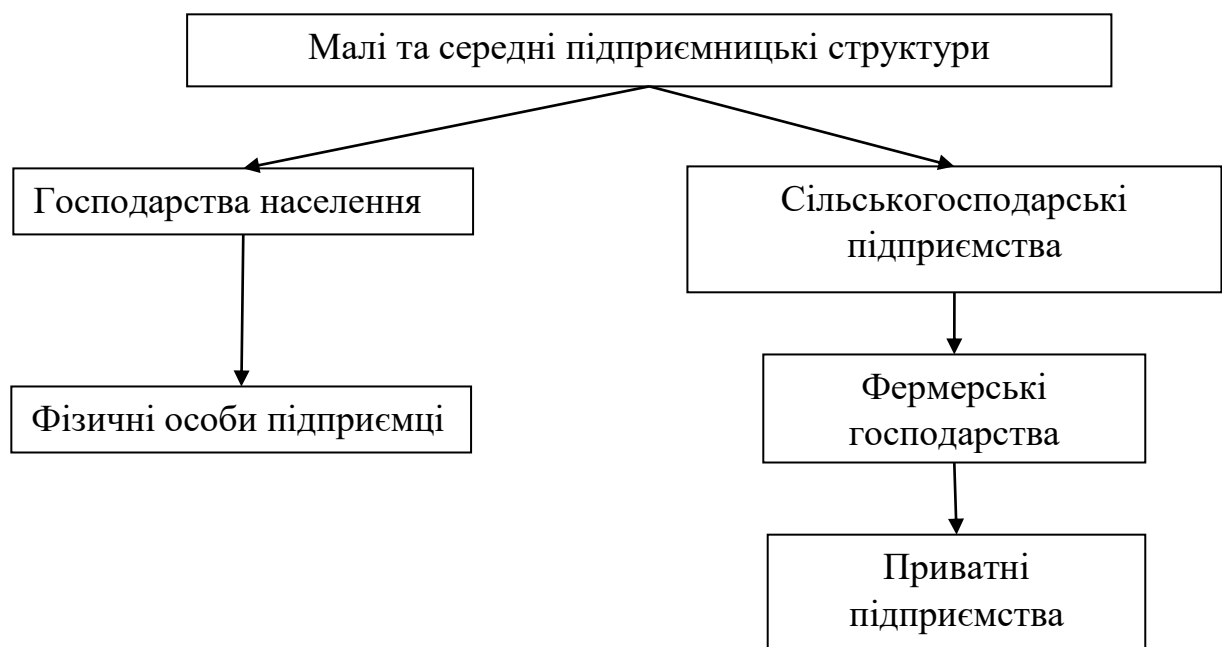 Малі та середні підприємницькі структури
Господарства населення
Сільськогосподарські
підприємства
Фермерські
господарства
Фізичні особи підприємці
Приватні
підприємства